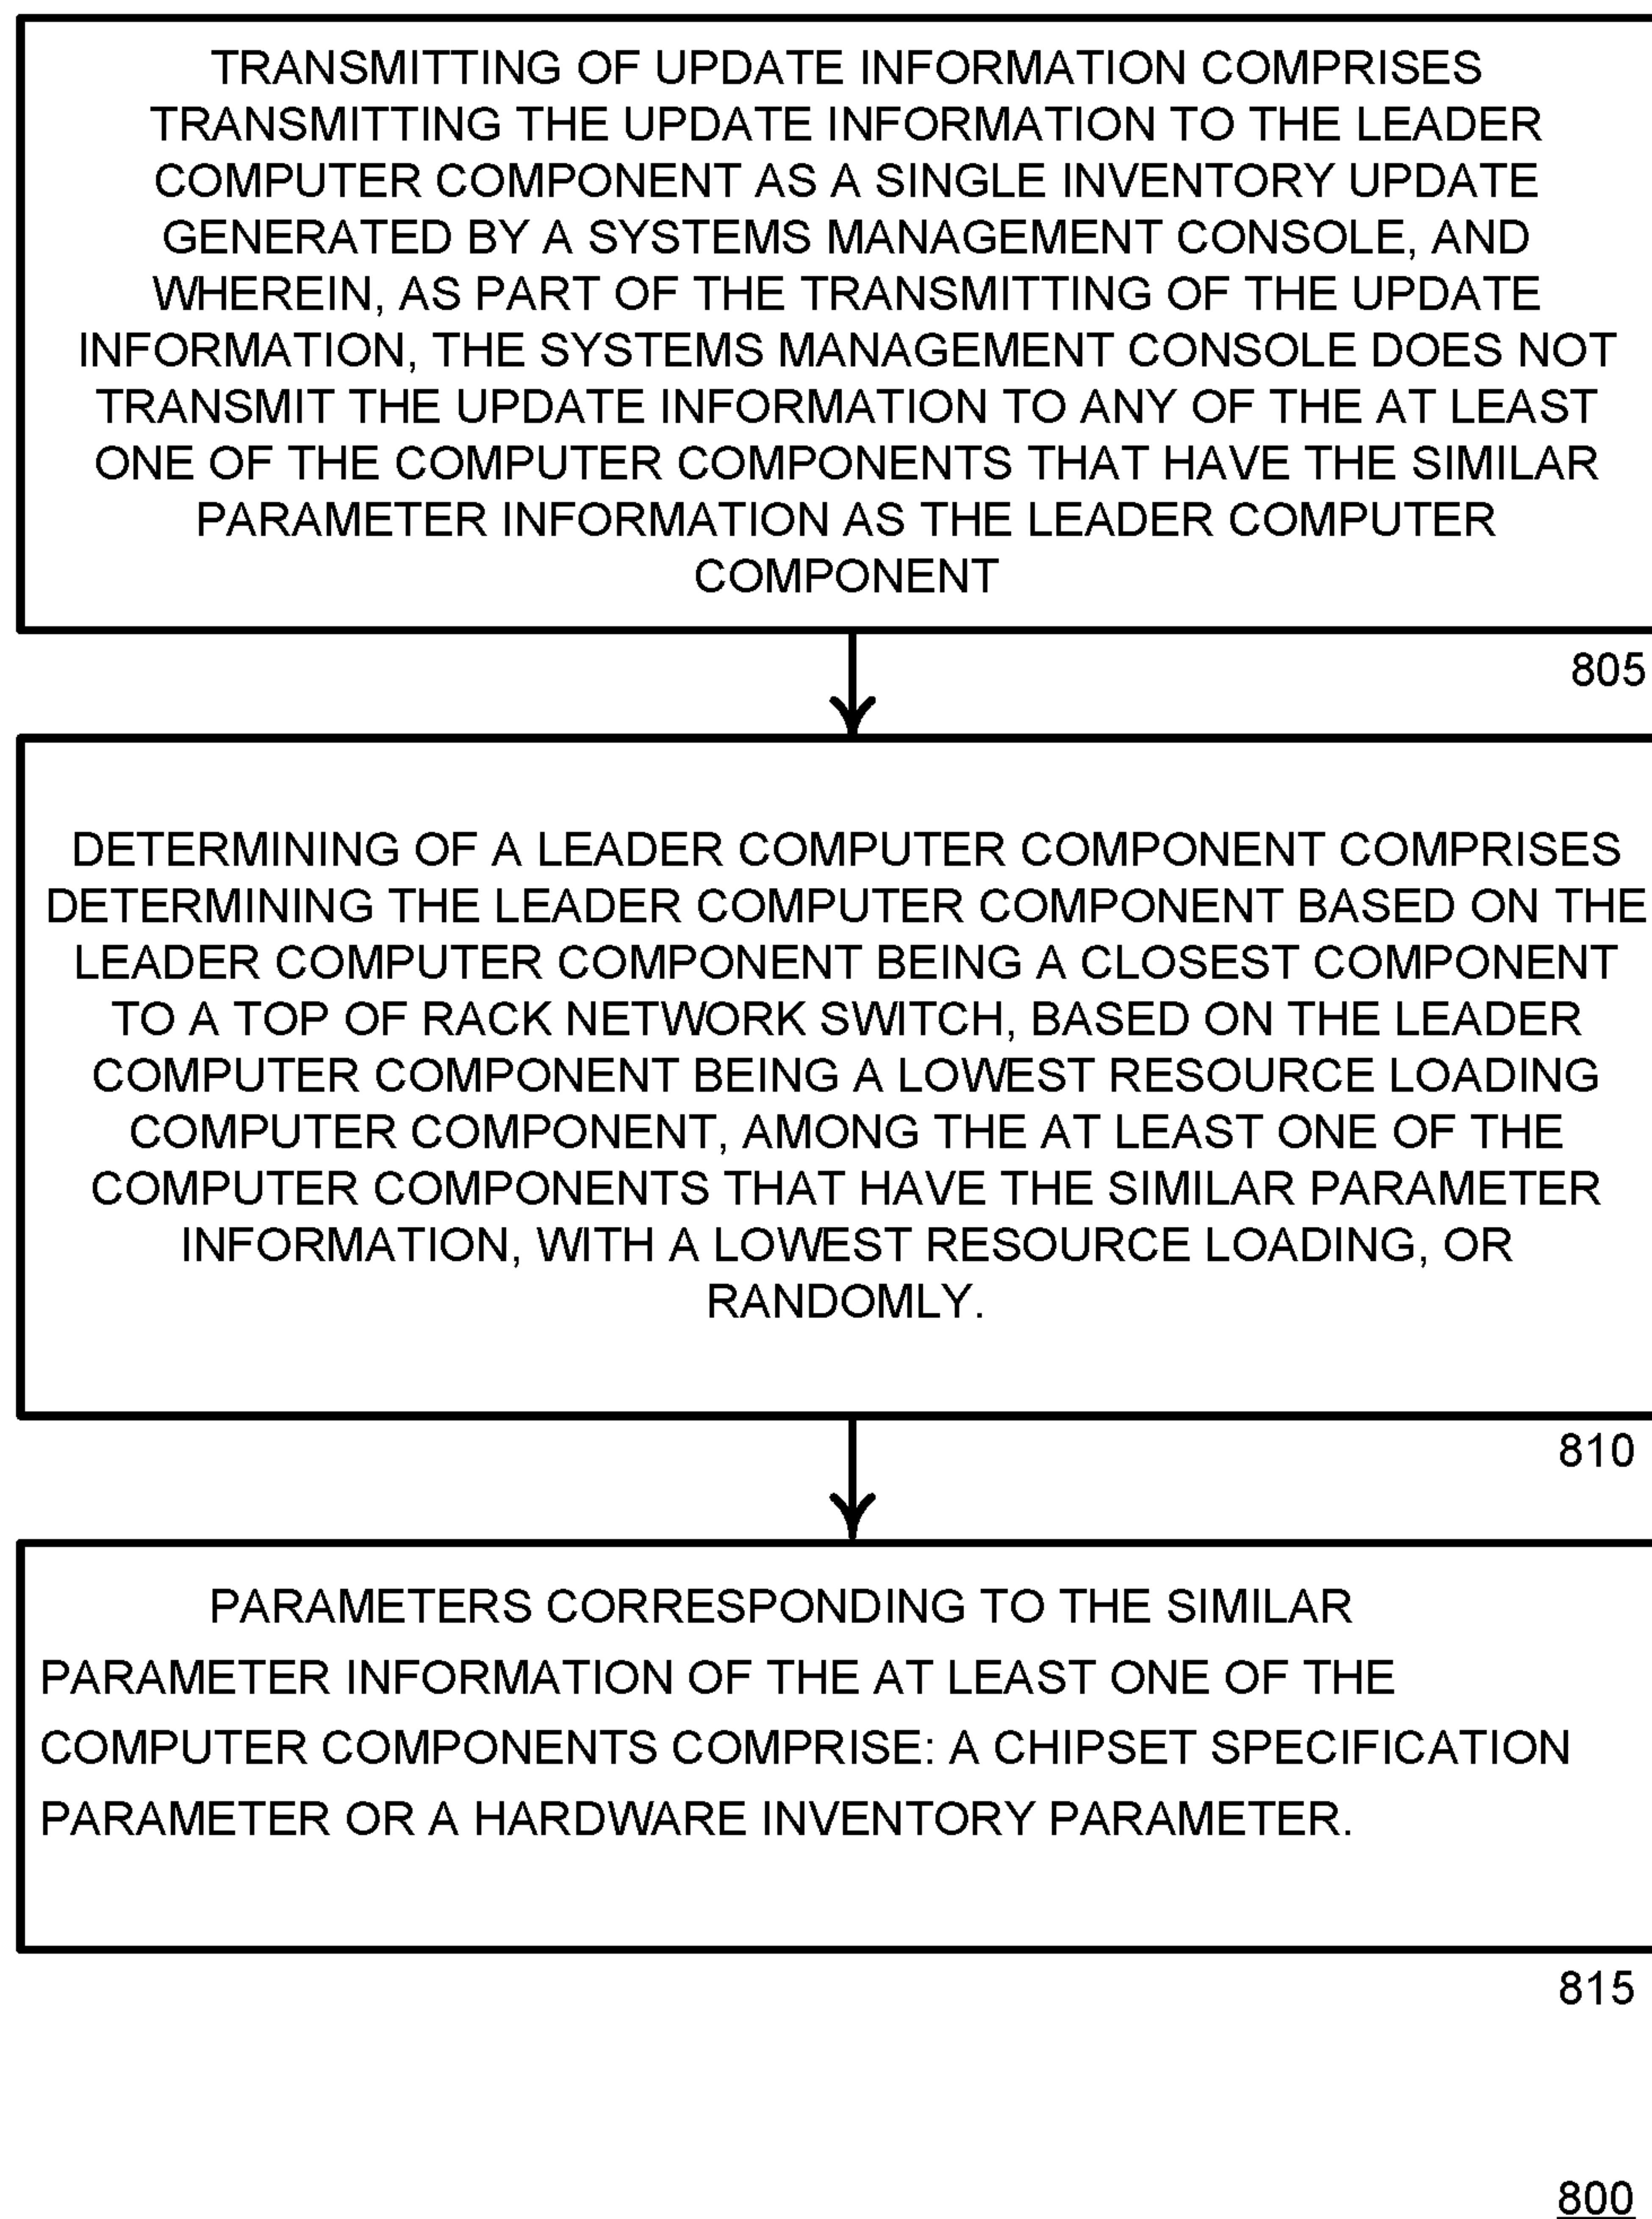 TRANSMITTING OF UPDATE INFORMATION COMPRISES
TRANSMITTING THE UPDATE INFORMATION TO THE LEADER
COMPUTER COMPONENT AS A SINGLE INVENTORY UPDATE
GENERATED BY A SYSTEMS MANAGEMENT CONSOLE, AND
WHEREIN, AS PART OF THE TRANSMITTING OF THE UPDATE
INFORMATION, THE SYSTEMS MANAGEMENT CONSOLE DOES NOT
TRANSMIT THE UPDATE INFORMATION TO ANY OF THE AT LEAST
ONE OF THE COMPUTER COMPONENTS THAT HAVE THE SIMILAR
PARAMETER INFORMATION AS THE LEADER COMPUTER
COMPONENT
805
DETERMINING OF A LEADER COMPUTER COMPONENT COMPRISES
DETERMINING THE LEADER COMPUTER COMPONENT BASED ON THE
LEADER COMPUTER COMPONENT BEING A CLOSEST COMPONENT
TO A TOP OF RACK NETWORK SWITCH, BASED ON THE LEADER
COMPUTER COMPONENT BEING A LOWEST RESOURCE LOADING
COMPUTER COMPONENT, AMONG THE AT LEAST ONE OF THE
COMPUTER COMPONENTS THAT HAVE THE SIMILAR PARAMETER
INFORMATION, WITH A LOWEST RESOURCE LOADING, OR
RANDOMLY.
810
PARAMETERS CORRESPONDING TO THE SIMILAR
PARAMETER INFORMATION OF THE AT LEAST ONE OF THE
COMPUTER COMPONENTS COMPRISE: A CHIPSET SPECIFICATION
PARAMETER OR A HARDWARE INVENTORY PARAMETER.
815
800